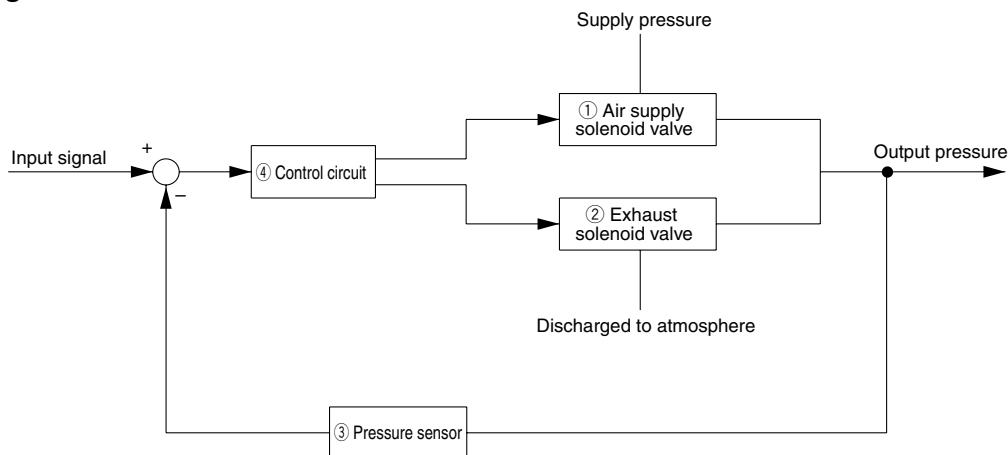 Supply pressure
① Air supply
solenoid valve
Input signal
+
−
④ Control circuit
Output pressure
② Exhaust
solenoid valve
Discharged to atmosphere
③ Pressure sensor